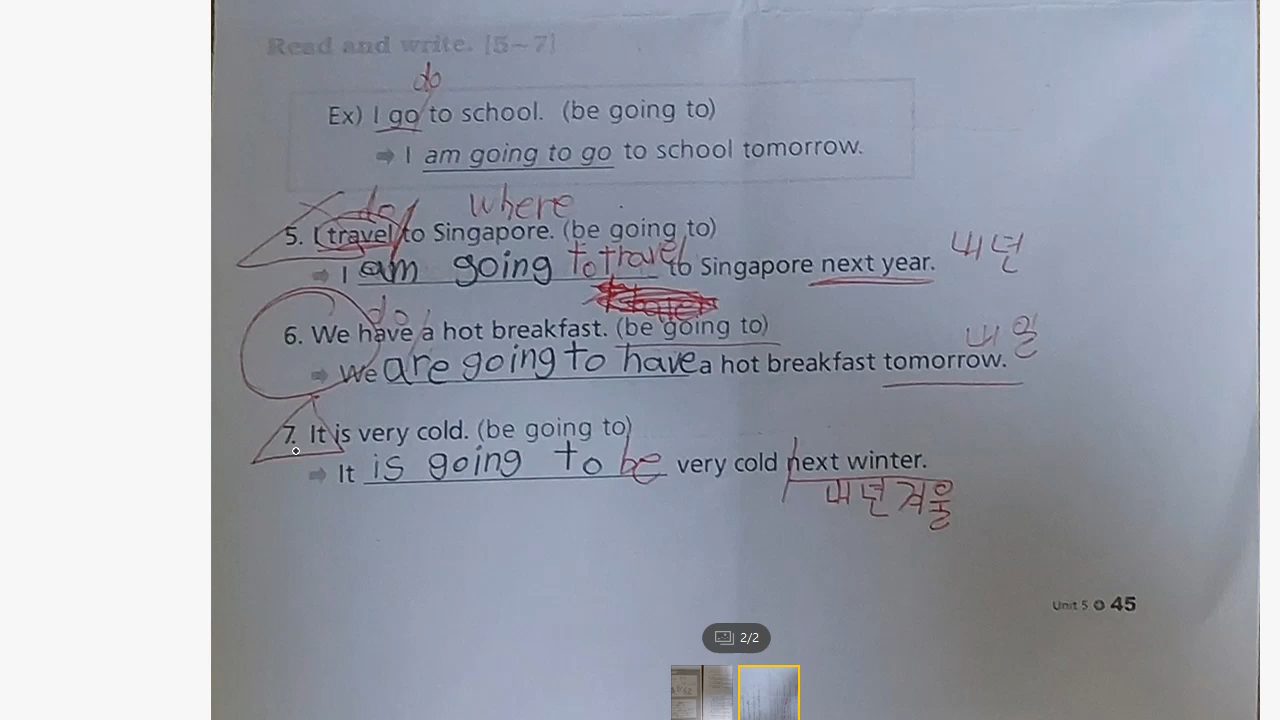 Read and write. [5~7]
do
Ex) I go to school. (be going to)
➡ I am going to go to school tomorrow.
do where
5. I travel to Singapore. (be going to)
내년
➡ I am going to travel to Singapore next year.
do
6. We have a hot breakfast. (be going to)
내일
➡ We are going to have a hot breakfast tomorrow.
7. It is very cold. (be going to)
➡ It is going to be very cold next winter.
내년 겨울
Unit 5 45
2/2